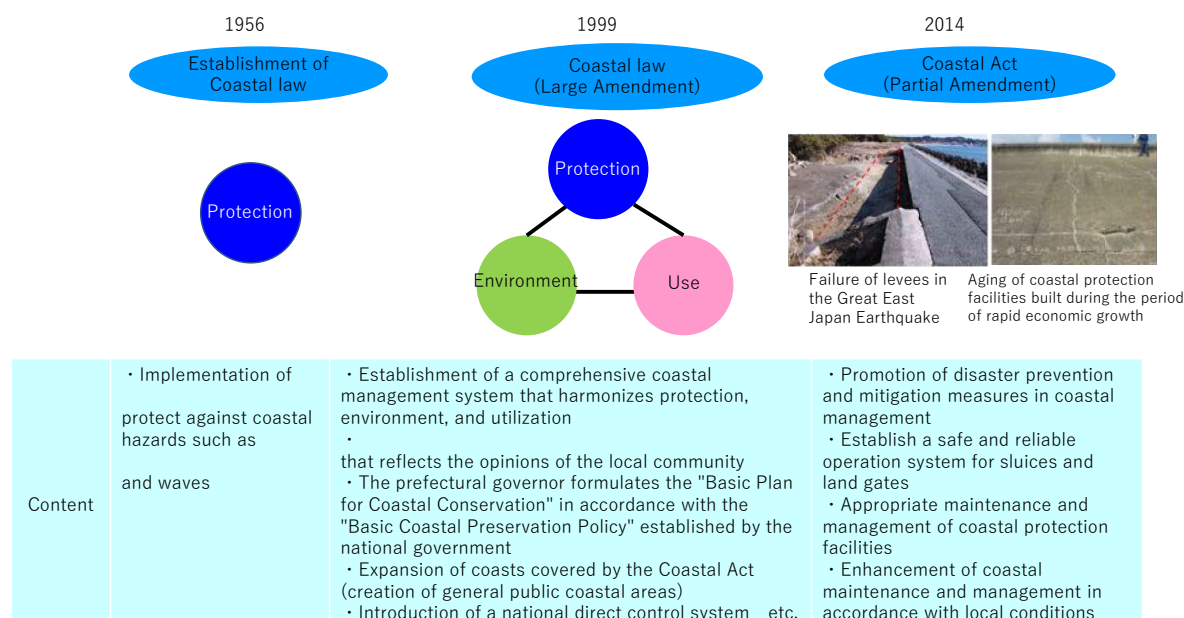 1956
1999
2014
Establishment of
Coastal law
Coastal law
(Large Amendment)
Coastal Act
(Partial Amendment)
Protection
Protection
Environment
Use
Failure of levees in
the Great East
Japan Earthquake
Aging of coastal protection
facilities built during the period
of rapid economic growth
Content
・Implementation of
protect against coastal
hazards such as
and waves
・Establishment of a comprehensive coastal
management system that harmonizes protection,
environment, and utilization
・
that reflects the opinions of the local community
・The prefectural governor formulates the "Basic Plan
for Coastal Conservation" in accordance with the
"Basic Coastal Preservation Policy" established by the
national government
・Expansion of coasts covered by the Coastal Act
(creation of general public coastal areas)
・Introduction of a national direct control system etc.
・Promotion of disaster prevention
and mitigation measures in coastal
management
・Establish a safe and reliable
operation system for sluices and
land gates
・Appropriate maintenance and
management of coastal protection
facilities
・Enhancement of coastal
maintenance and management in
accordance with local conditions